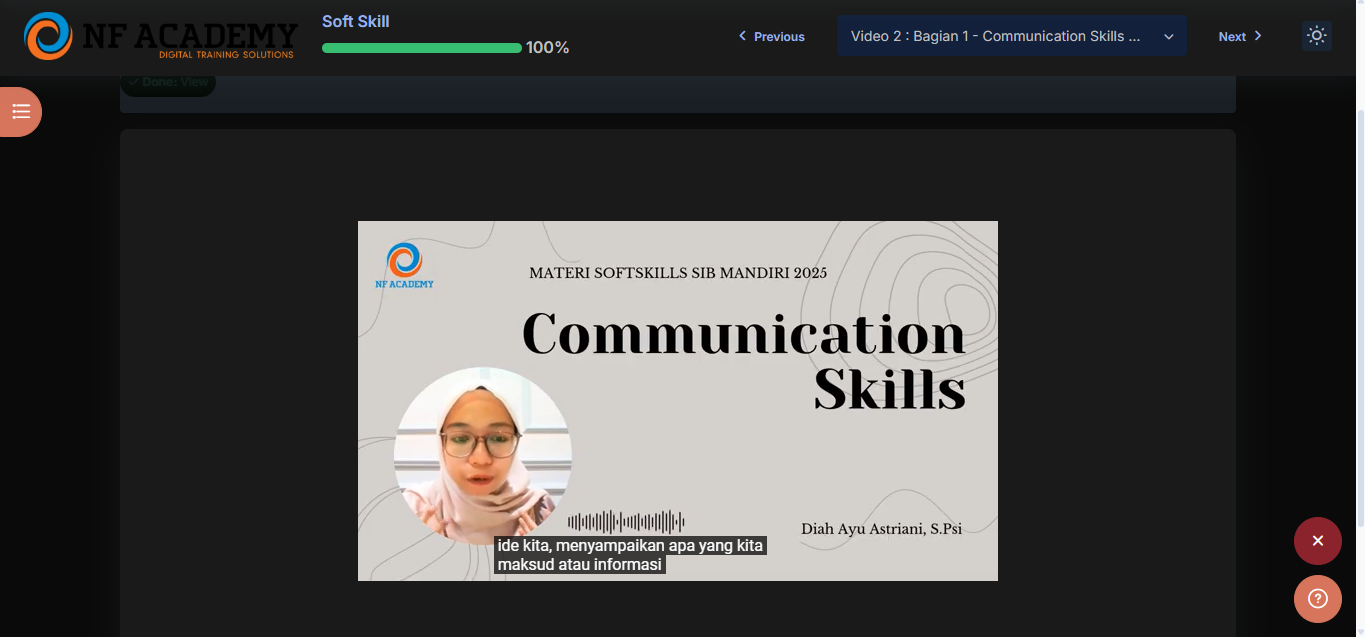 NF ACADEMY
DIGITAL TRAINING SOLUTIONS
Soft Skill
100%
Previous
Video 2 : Bagian 1 - Communication Skills ...
Next
Done: View
NF ACADEMY
MATERI SOFTSKILLS SIB MANDIRI 2025
Communication
Skills
Diah Ayu Astriani, S.Psi
ide kita, menyampaikan apa yang kita
maksud atau informasi